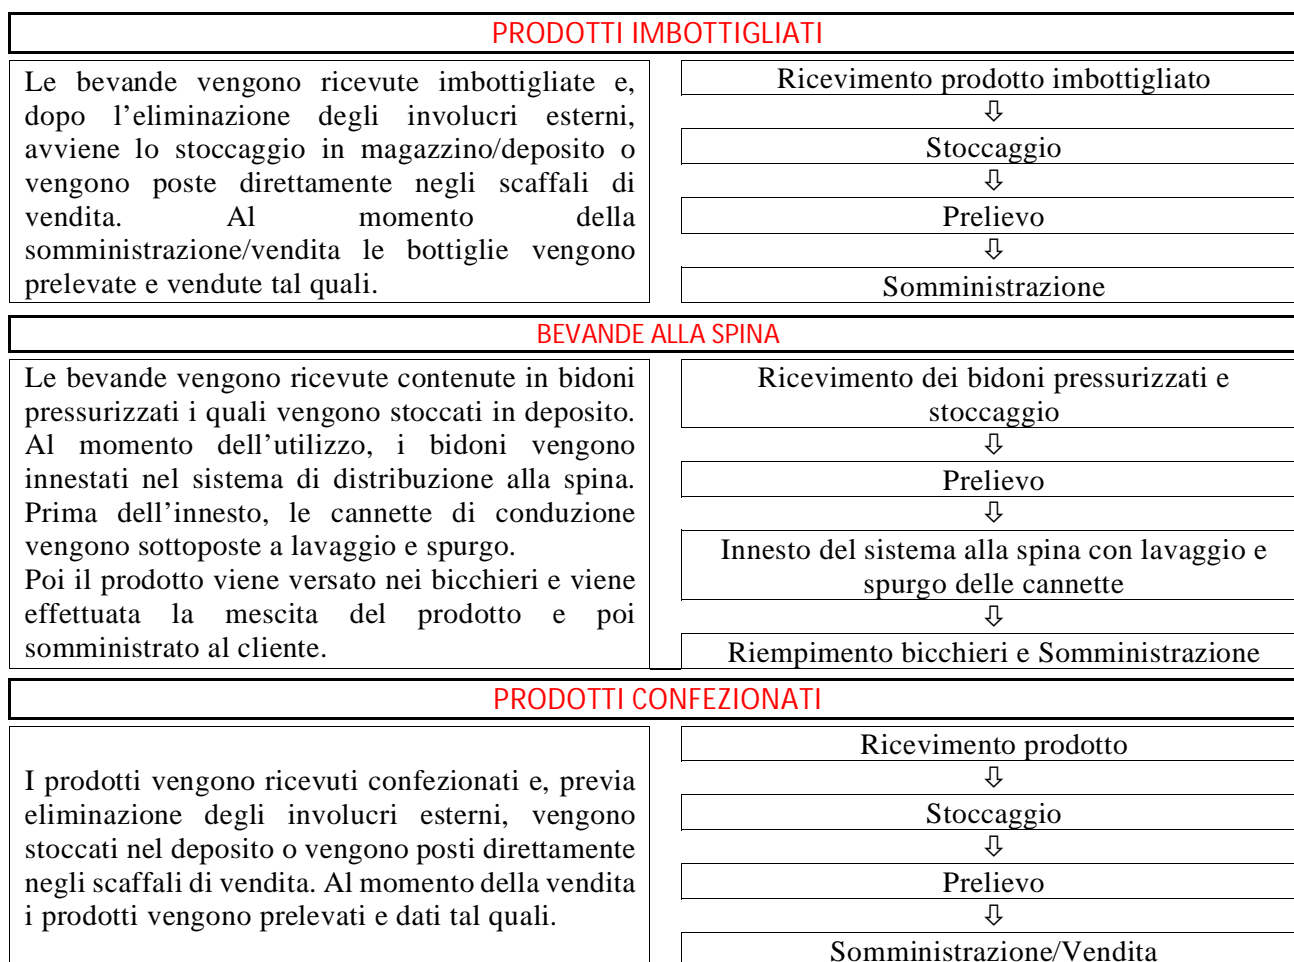 PRODOTTI IMBOTTIGLIATI
Le bevande vengono ricevute imbottigliate e,
dopo l’eliminazione degli involucri esterni,
avviene lo stoccaggio in magazzino/deposito o
vengono poste direttamente negli scaffali di
vendita. Al momento della
somministrazione/vendita le bottiglie vengono
prelevate e vendute tal quali.
Ricevimento prodotto imbottigliato
⇩
Stoccaggio
⇩
Prelievo
⇩
Somministrazione
BEVANDE ALLA SPINA
Le bevande vengono ricevute contenute in bidoni
pressurizzati i quali vengono stoccati in deposito.
Al momento dell’utilizzo, i bidoni vengono
innestati nel sistema di distribuzione alla spina.
Prima dell’innesto, le cannette di conduzione
vengono sottoposte a lavaggio e spurgo.
Poi il prodotto viene versato nei bicchieri e viene
effettuata la mescita del prodotto e poi
somministrato al cliente.
Ricevimento dei bidoni pressurizzati e
stoccaggio
⇩
Prelievo
⇩
Innesto del sistema alla spina con lavaggio e
spurgo delle cannette
⇩
Riempimento bicchieri e Somministrazione
PRODOTTI CONFEZIONATI
I prodotti vengono ricevuti confezionati e, previa
eliminazione degli involucri esterni, vengono
stoccati nel deposito o vengono posti direttamente
negli scaffali di vendita. Al momento della vendita
i prodotti vengono prelevati e dati tal quali.
Ricevimento prodotto
⇩
Stoccaggio
⇩
Prelievo
⇩
Somministrazione/Vendita